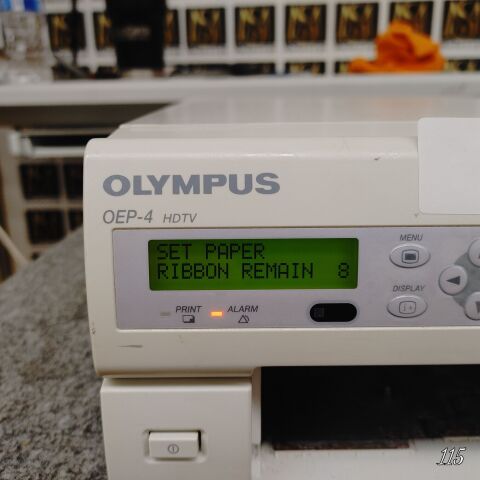 OLYMPUS
OEP-4 HDTV
SET PAPER
RIBBON REMAIN 8
MENU
DISPLAY
PRINT
ALARM
115